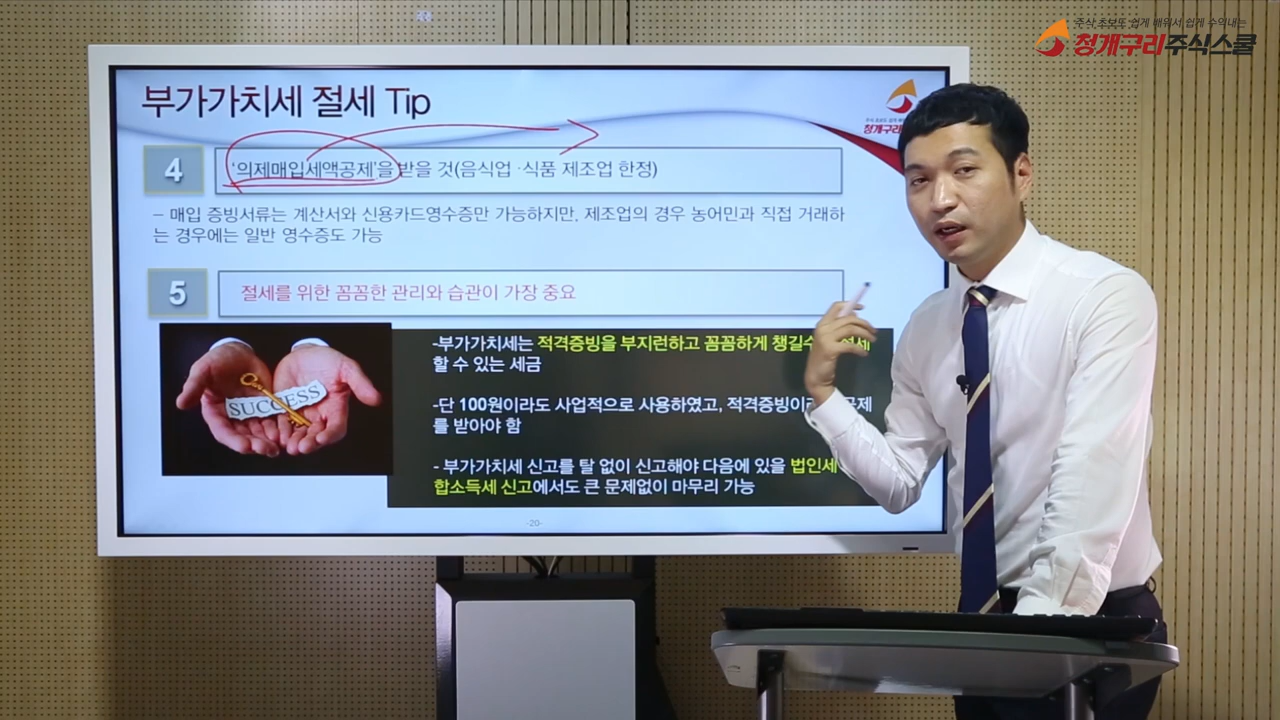 주식 초보도 쉽게 배워서 쉽게 수익내는
청개구리주식스쿨
부가가치세 절세 Tip
청개구리
4
'의제매입세액공제'을 받을 것(음식업 ·식품 제조업 한정)
– 매입 증빙서류는 계산서와 신용카드영수증만 가능하지만, 제조업의 경우 농어민과 직접 거래하
는 경우에는 일반 영수증도 가능
5
절세를 위한 꼼꼼한 관리와 습관이 가장 중요
SUCCESS
-부가가치세는 적격증빙을 부지런하고 꼼꼼하게 챙길수
할 수 있는 세금
-단 100원이라도 사업적으로 사용하였고, 적격증빙이 공제
를 받아야 함
- 부가가치세 신고를 탈 없이 신고해야 다음에 있을 법인세
합소득세 신고에서도 큰 문제없이 마무리 가능
-20-